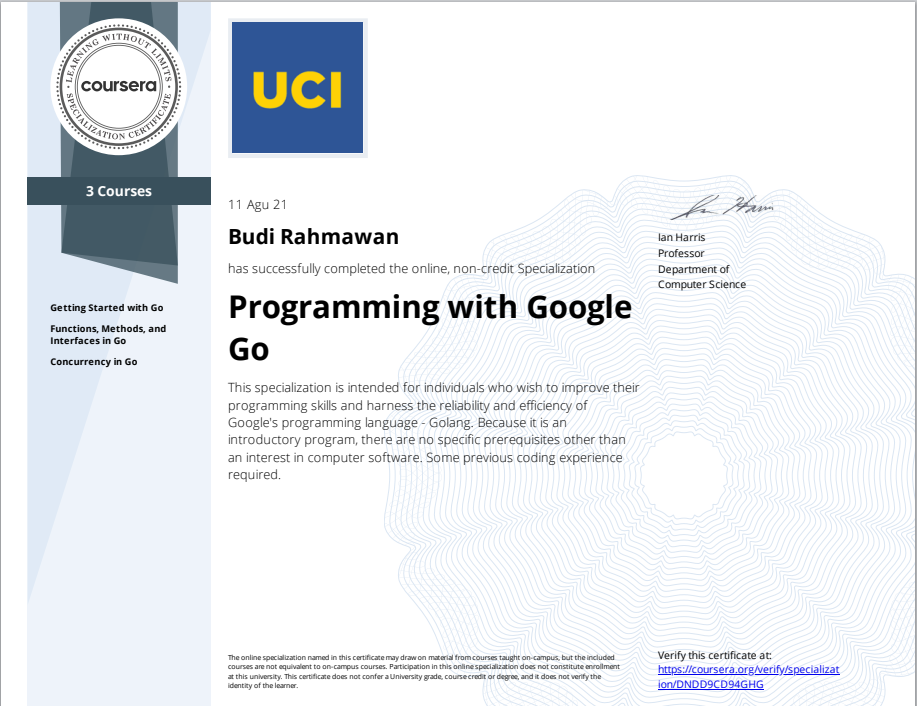 LEARNING WITHOUT LIMITS
coursera
SPECIALIZATION CERTIFICATE
UCI
3 Courses
Getting Started with Go
Functions, Methods, and
Interfaces in Go
Concurrency in Go
11 Agu 21
Budi Rahmawan
has successfully completed the online, non-credit Specialization
Programming with Google
Go
This specialization is intended for individuals who wish to improve their
programming skills and harness the reliability and efficiency of
Google's programming language - Golang. Because it is an
introductory program, there are no specific prerequisites other than
an interest in computer software. Some previous coding experience
required.
Ian Harris
Ian Harris
Professor
Department of
Computer Science
The online specialization named in this certificate may draw on material from courses taught on-campus, but the included
courses are not equivalent to on-campus courses. Participation in this online specialization does not constitute enrollment
at this university. This certificate does not confer a University grade, course credit or degree, and it does not verify the
identity of the learner.
Verify this certificate at:
https://coursera.org/verify/specializat
ion/DNDD9CD94GHG